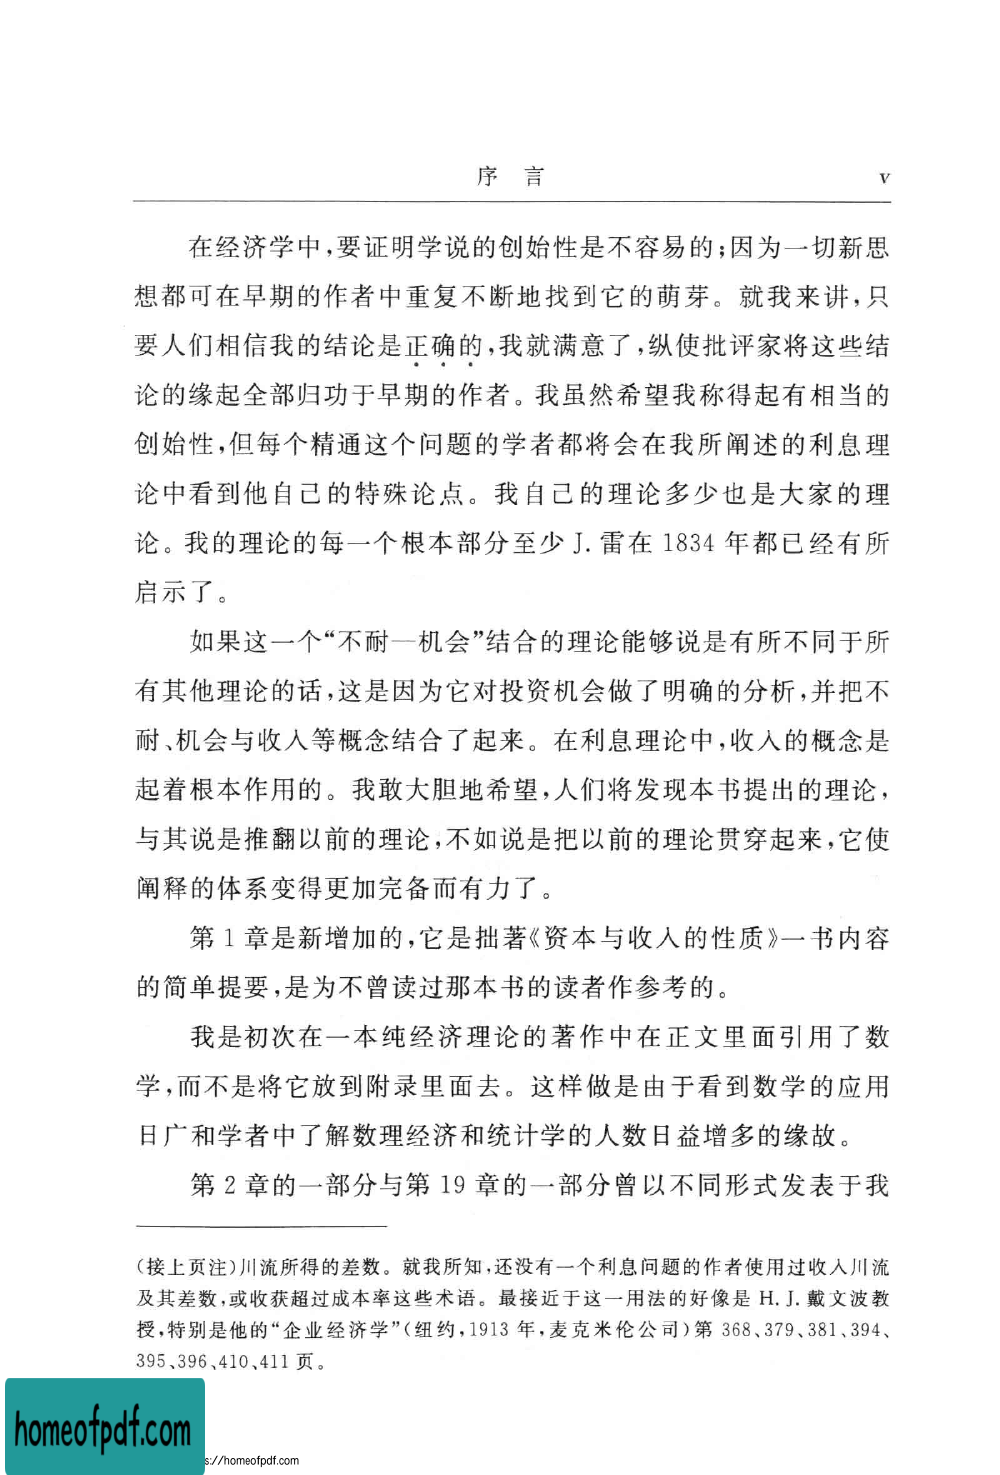 序 言 v
在经济学中,要证明学说的创始性是不容易的;因为一切新思
想都可在早期的作者中重复不断地找到它的萌芽。就我来讲,只
要人们相信我的结论是正确的,我就满意了,纵使批评家将这些结
论的缘起全部归功于早期的作者。我虽然希望我称得起有相当的
创始性,但每个精通这个问题的学者都将会在我所阐述的利息理
论中看到他自己的特殊论点。我自己的理论多少也是大家的理
论。我的理论的每一个根本部分至少 J. 雷在 1834 年都已经有所
启示了。
如果这一个“不耐—机会”结合的理论能够说是有所不同于所
有其他理论的话,这是因为它对投资机会做了明确的分析,并把不
耐、机会与收入等概念结合了起来。在利息理论中,收入的概念是
起着根本作用的。我敢大胆地希望,人们将发现本书提出的理论,
与其说是推翻以前的理论,不如说是把以前的理论贯穿起来,它使
阐释的体系变得更加完备而有力了。
第 1 章是新增加的,它是拙著《资本与收入的性质》一书内容
的简单提要,是为不曾读过那本书的读者作参考的。
我是初次在一本纯经济理论的著作中在正文里面引用了数
学,而不是将它放到附录里面去。这样做是由于看到数学的应用
日广和学者中了解数理经济和统计学的人数日益增多的缘故。
第 2 章的一部分与第 19 章的一部分曾以不同形式发表于我
(接上页注)川流所得的差数。就我所知,还没有一个利息问题的作者使用过收入川流
及其差数,或收获超过成本率这些术语。最接近于这一用法的好像是 H. J. 戴文波教
授,特别是他的“企业经济学”(纽约,1913 年,麦克米伦公司)第 368、379、381、394、
395、396、410、411 页。
homeofpdf.com
s://homeofpdf.com